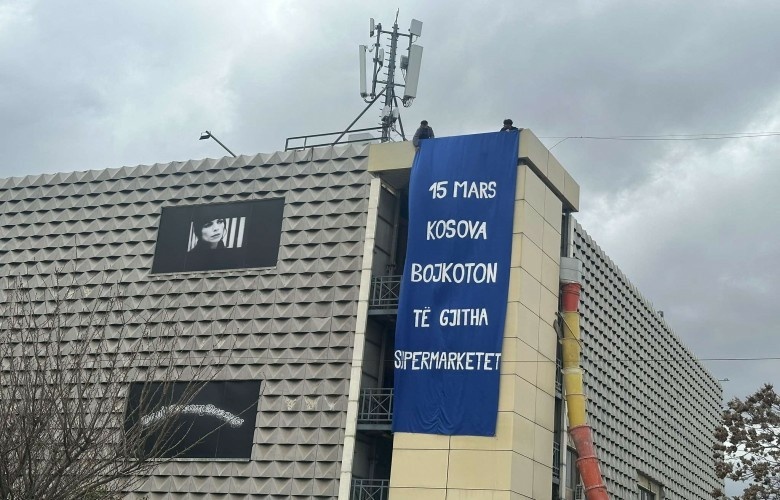 15 MARS
KOSOVA
BOJKOTON
TË GJITHA
SUPERMARKETET